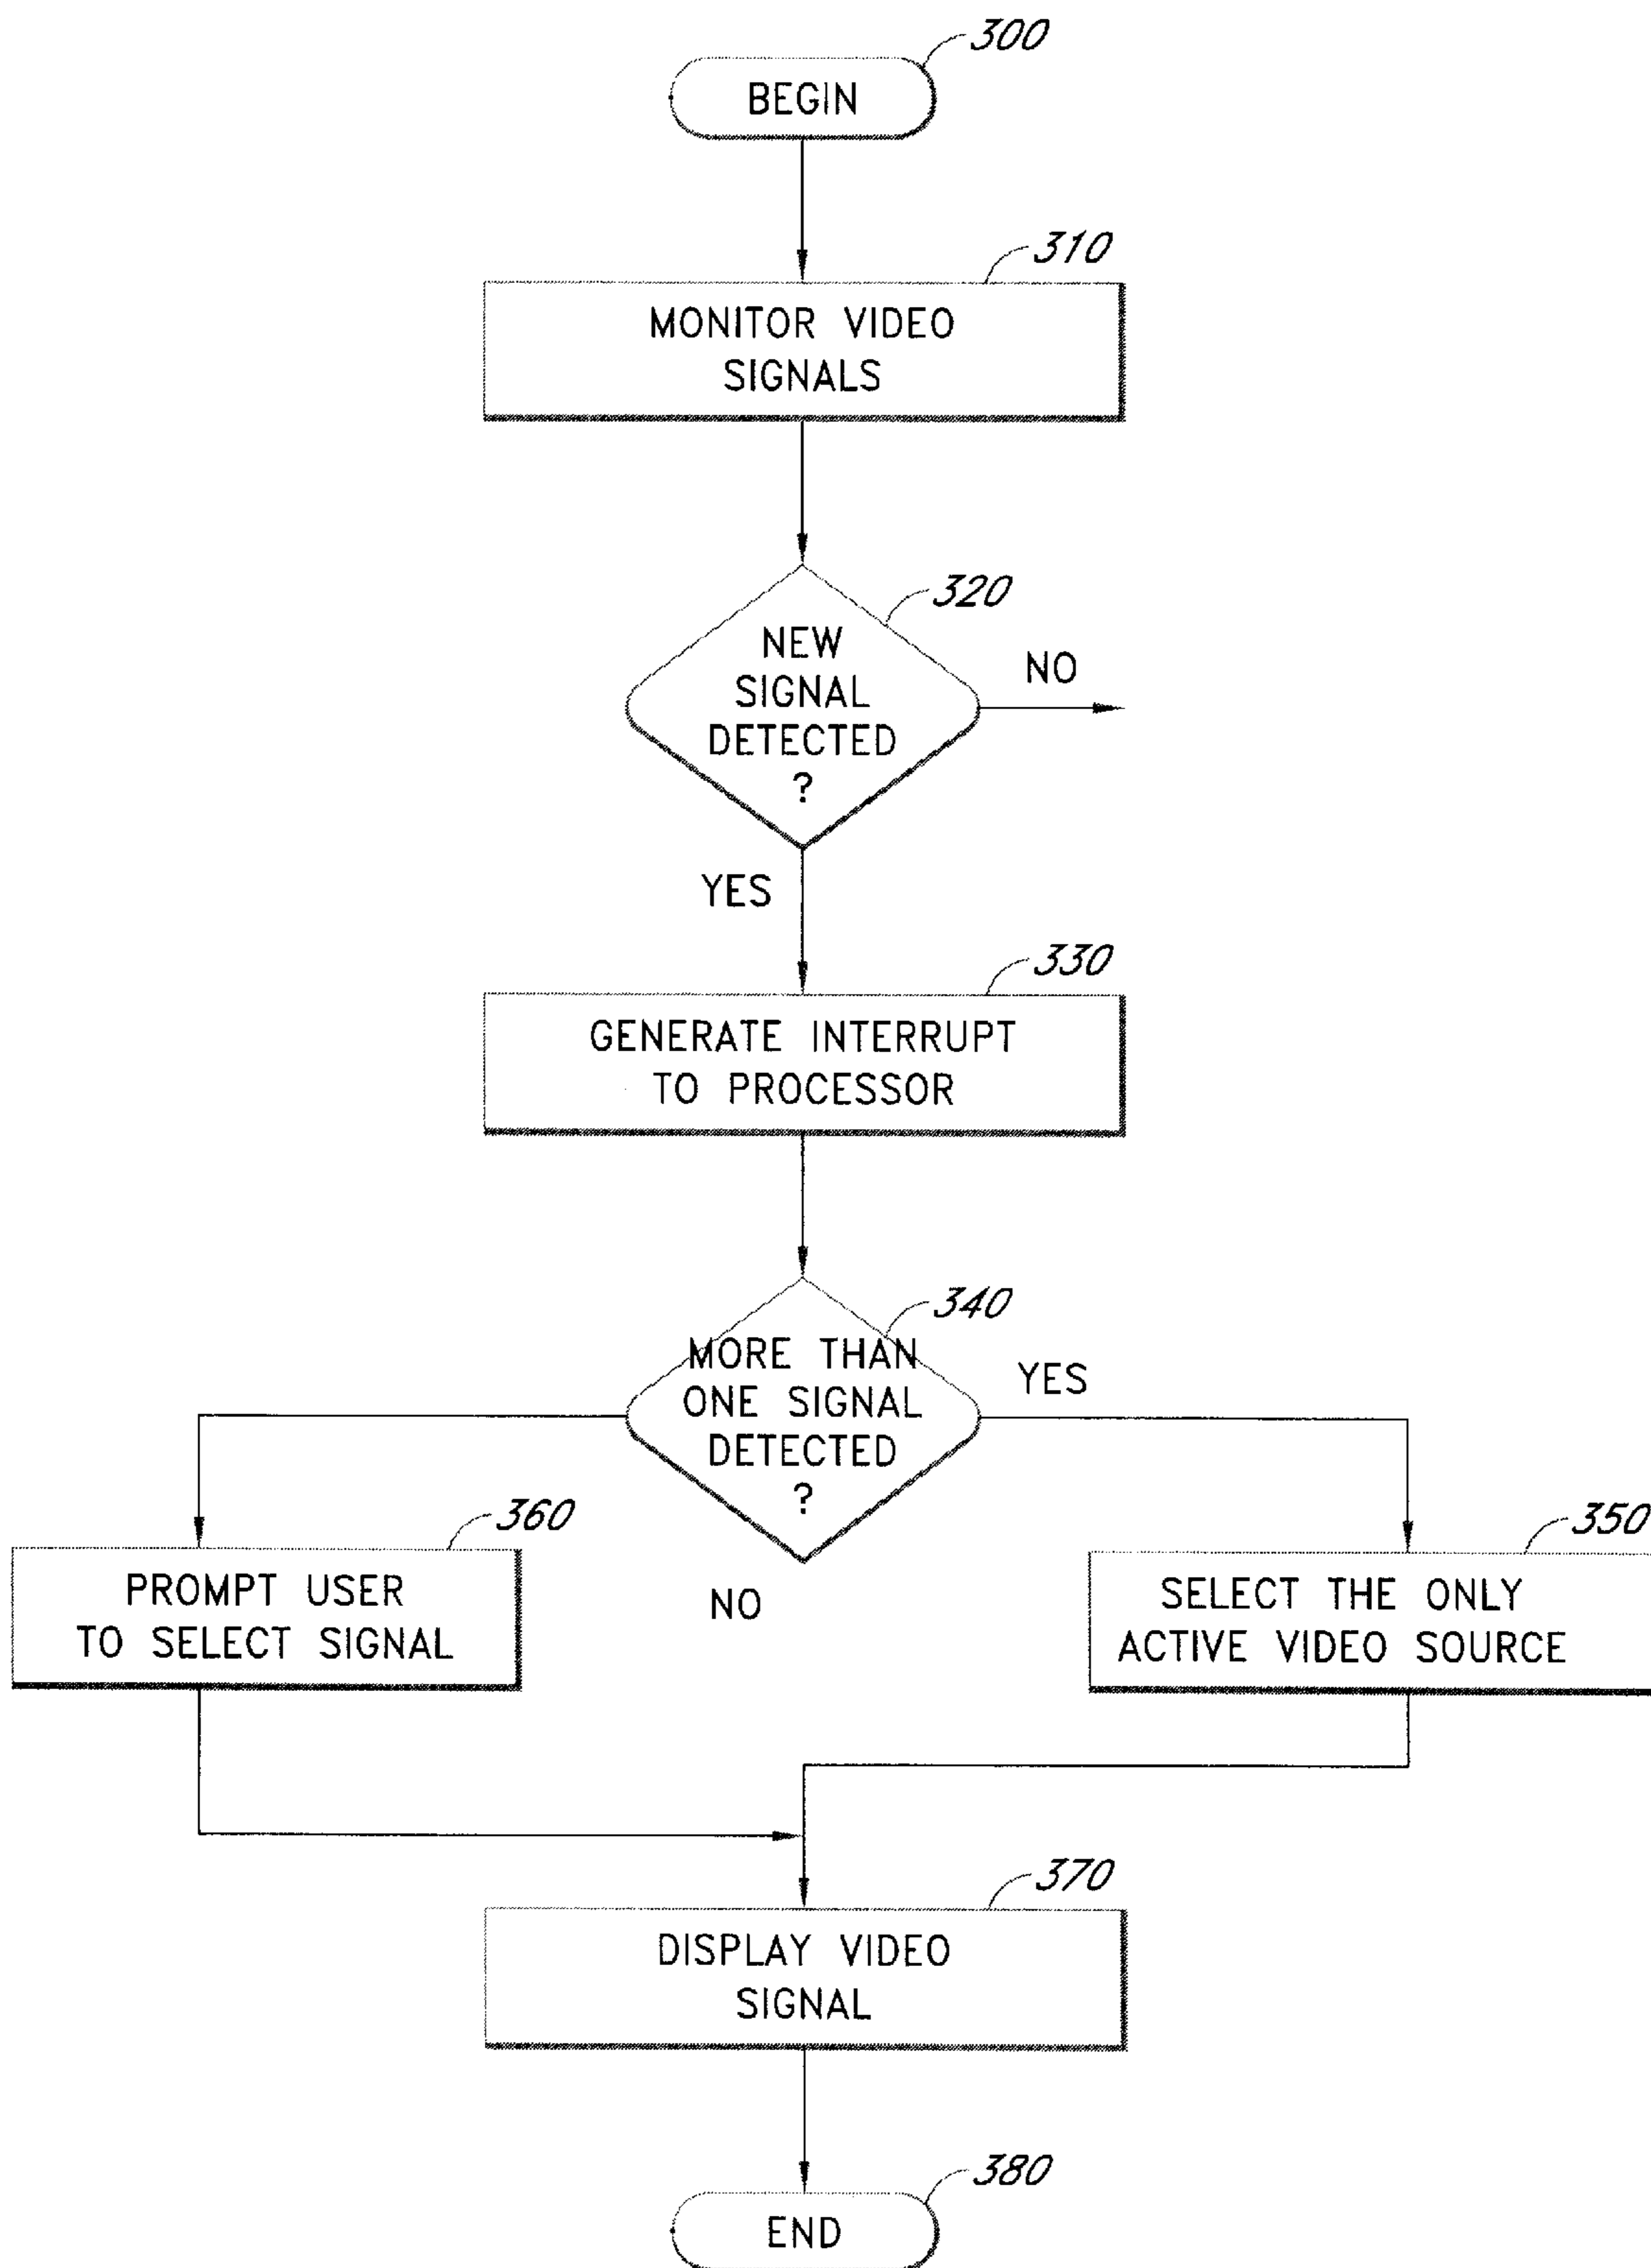 300
BEGIN
310
MONITOR VIDEO
SIGNALS
320
NEW
SIGNAL
DETECTED
?
NO
YES
330
GENERATE INTERRUPT
TO PROCESSOR
340
MORE THAN
ONE SIGNAL
DETECTED
?
YES
NO
360
PROMPT USER
TO SELECT SIGNAL
350
SELECT THE ONLY
ACTIVE VIDEO SOURCE
370
DISPLAY VIDEO
SIGNAL
380
END